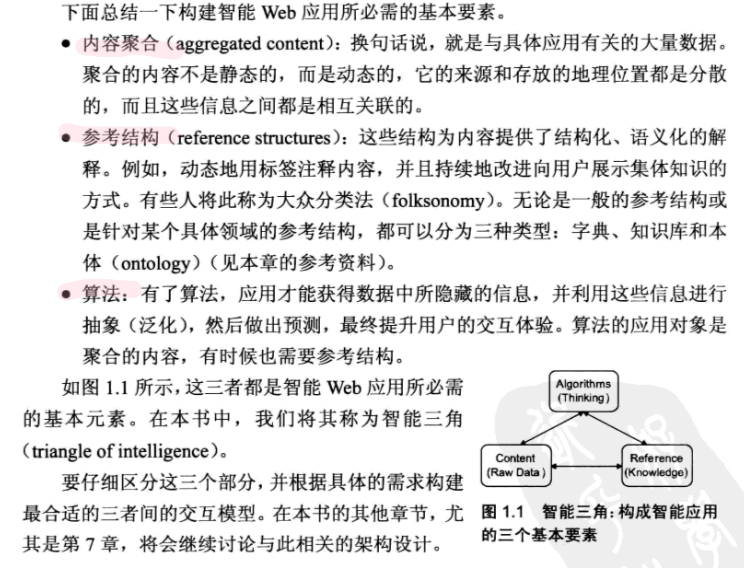 下面总结一下构建智能 Web 应用所必需的基本要素。
● 内容聚合（aggregated content）：换句话说，就是与具体应用有关的大量数据。
聚合的内容不是静态的，而是动态的，它的来源和存放的地理位置都是分散
的，而且这些信息之间都是相互关联的。
● 参考结构（reference structures）：这些结构为内容提供了结构化、语义化的解
释。例如，动态地用标签注释内容，并且持续地改进向用户展示集体知识的
方式。有些人将此称为大众分类法（folksonomy）。无论是一般的参考结构或
是针对某个具体领域的参考结构，都可以分为三种类型：字典、知识库和本
体（ontology）（见本章的参考资料）。
● 算法：有了算法，应用才能获得数据中所隐藏的信息，并利用这些信息进行
抽象（泛化），然后做出预测，最终提升用户的交互体验。算法的应用对象是
聚合的内容，有时候也需要参考结构。
如图 1.1 所示，这三者都是智能 Web 应用所必需
的基本元素。在本书中，我们将其称为智能三角
（triangle of intelligence）。
要仔细区分这三个部分，并根据具体的需求构建
最合适的三者间的交互模型。在本书的其他章节，尤
其是第 7 章，将会继续讨论与此相关的架构设计。
Algorithms
(Thinking)
Content
(Raw Data)
Reference
(Knowledge)
图 1.1 智能三角：构成智能应用
的三个基本要素